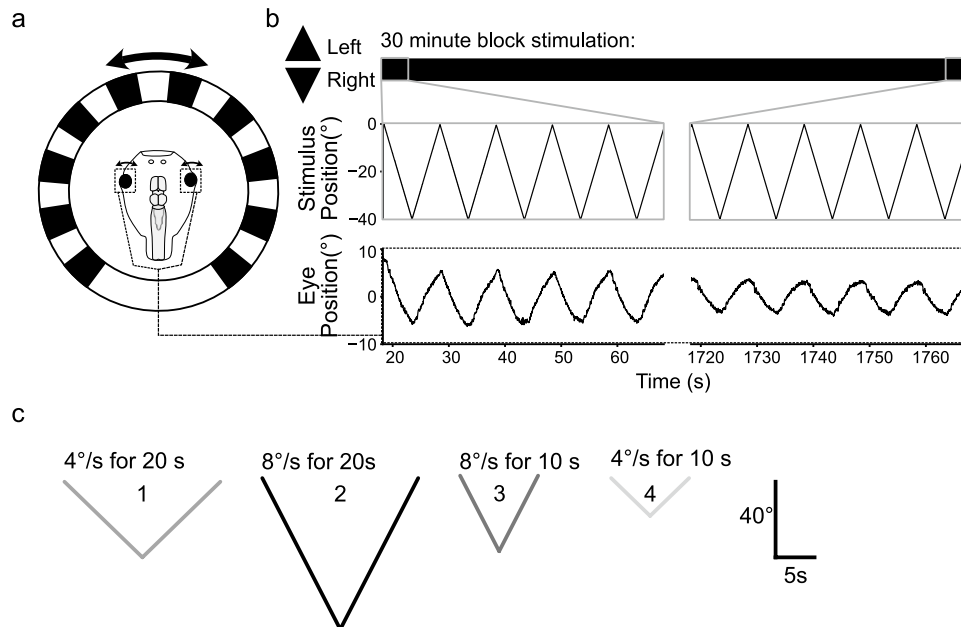 a
b
Left
Right
30 minute block stimulation:
Stimulus
Position(°)
0
−20
−40
Eye
Position(°)
10
0
−10
20 30 40 50 60
1720 1730 1740 1750 1760
Time (s)
c
4°/s for 20 s
1
8°/s for 20s
2
8°/s for 10 s
3
4°/s for 10 s
4
40°
5s